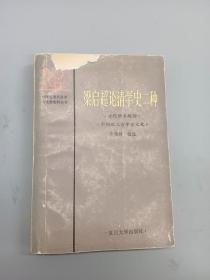 梁启超论清学史二种
清代学术概论
中国近三百年学术史
朱维铮 校注
复旦大学出版社